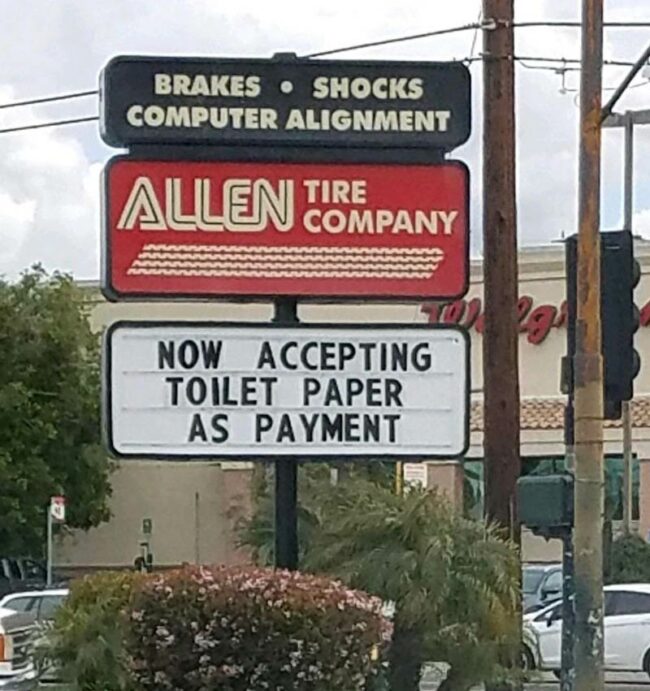 BRAKES • SHOCKS
COMPUTER ALIGNMENT
ALLEN TIRE
COMPANY
NOW ACCEPTING
TOILET PAPER
AS PAYMENT